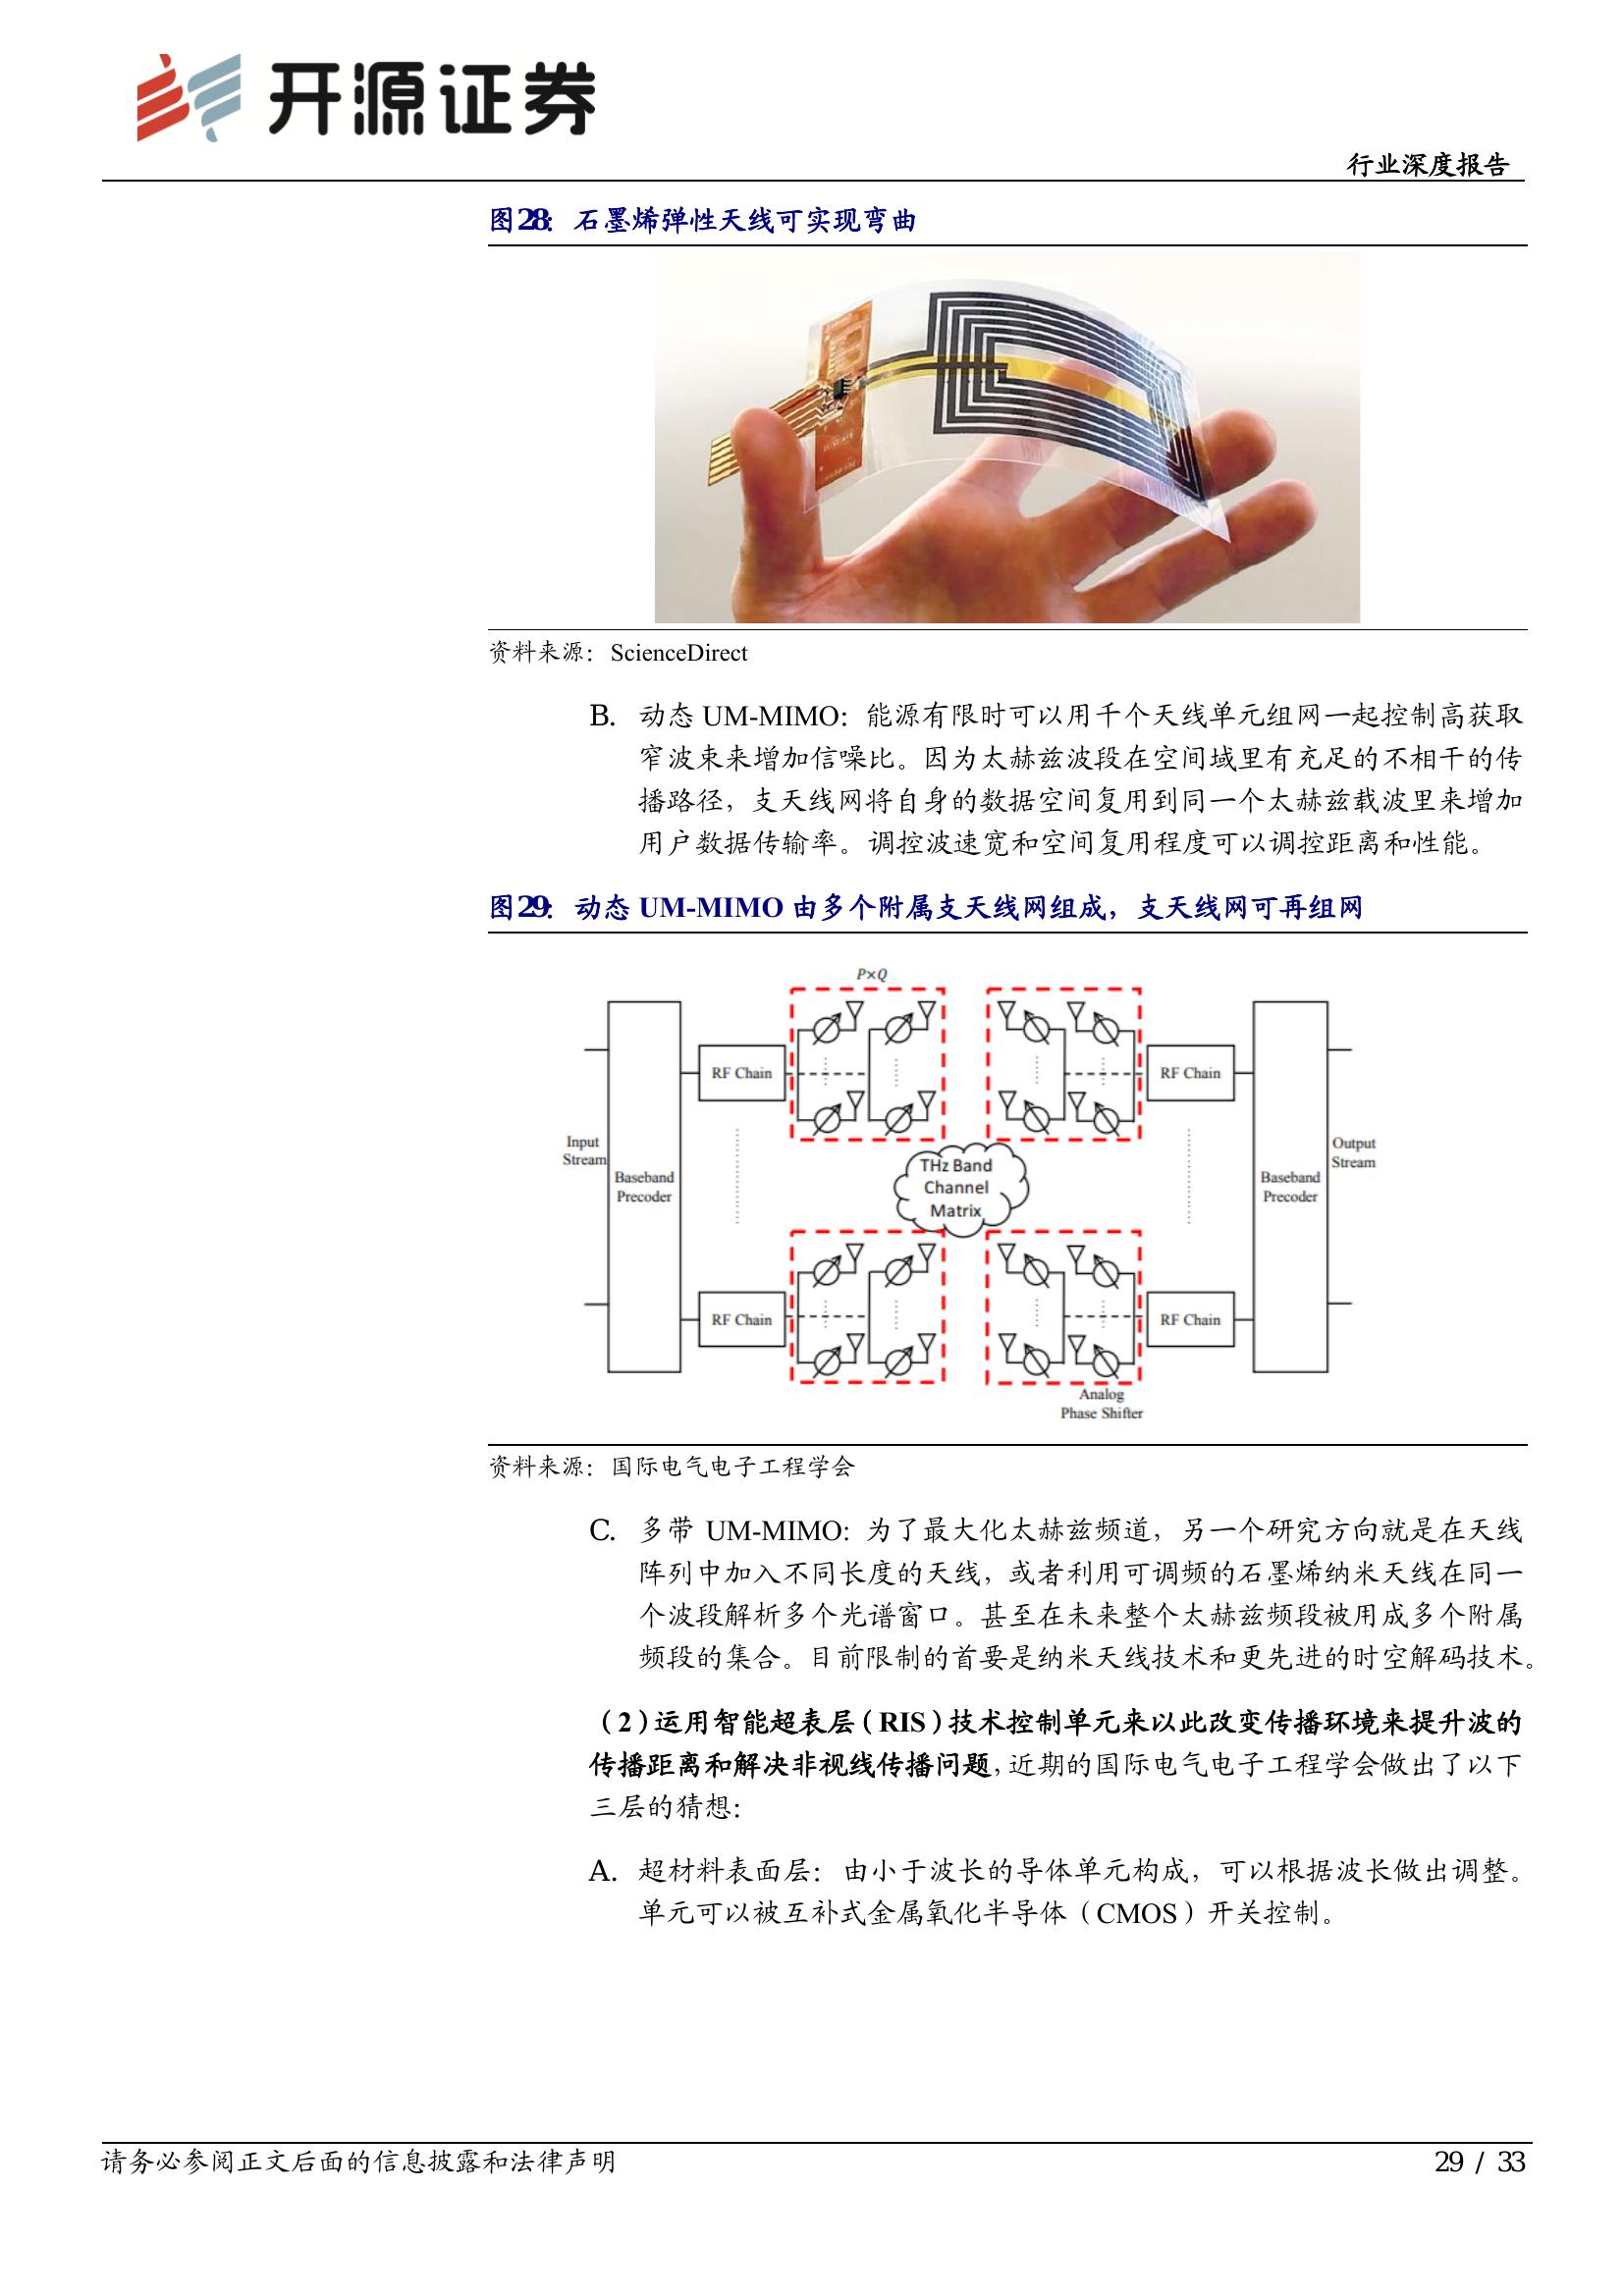 开源证券
行业深度报告
图28：石墨烯弹性天线可实现弯曲
资料来源：ScienceDirect
B. 动态 UM-MIMO：能源有限时可以用千个天线单元组网一起控制高获取
窄波束来增加信噪比。因为太赫兹波段在空间域里有充足的不相干的传
播路径，支天线网将自身的数据空间复用到同一个太赫兹载波里来增加
用户数据传输率。调控波速宽和空间复用程度可以调控距离和性能。
图29：动态 UM-MIMO 由多个附属支天线网组成，支天线网可再组网
P×Q
RF Chain
RF Chain
Input
Stream
Baseband
Precoder
THz Band
Channel
Matrix
Baseband
Precoder
Output
Stream
RF Chain
RF Chain
Analog
Phase Shifter
资料来源：国际电气电子工程学会
C. 多带 UM-MIMO: 为了最大化太赫兹频道，另一个研究方向就是在天线
阵列中加入不同长度的天线，或者利用可调频的石墨烯纳米天线在同一
个波段解析多个光谱窗口。甚至在未来整个太赫兹频段被用成多个附属
频段的集合。目前限制的首要是纳米天线技术和更先进的时空解码技术。
（2）运用智能超表层（RIS）技术控制单元来以此改变传播环境来提升波的
传播距离和解决非视线传播问题，近期的国际电气电子工程学会做出了以下
三层的猜想：
A. 超材料表面层：由小于波长的导体单元构成，可以根据波长做出调整。
单元可以被互补式金属氧化半导体（CMOS）开关控制。
请务必参阅正文后面的信息披露和法律声明
29 / 33